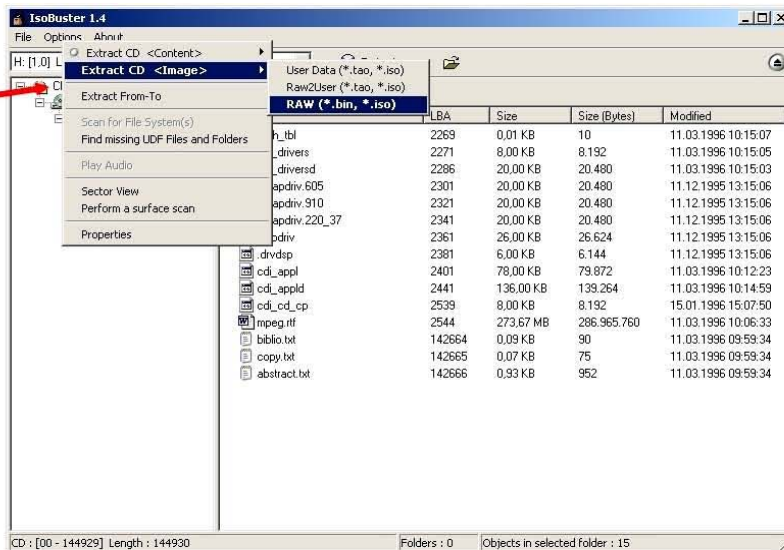 IsoBuster 1.4
File Options About
H: [1,0] L
Extract CD <Content>
Extract CD <Image>
Extract From-To
Scan for File System(s)
Find missing UDF Files and Folders
Play Audio
Sector View
Perform a surface scan
Properties
User Data (*.tao, *.iso)
Raw2User (*.tao, *.iso)
RAW (*.bin, *.iso)
LBA Size Size (Bytes) Modified
h_tbl 2269 0,01 KB 10 11.03.1996 10:15:07
_drivers 2271 8,00 KB 8.192 11.03.1996 10:15:05
_driversd 2286 20,00 KB 20.480 11.03.1996 10:15:03
apdriv.605 2301 20,00 KB 20.480 11.12.1995 13:15:06
apdriv.910 2321 20,00 KB 20.480 11.12.1995 13:15:06
apdriv.220_37 2341 20,00 KB 20.480 11.12.1995 13:15:06
odriv 2361 26,00 KB 26.624 11.12.1995 13:15:06
.drvdsp 2381 6,00 KB 6.144 11.12.1995 13:15:06
cdi_appl 2401 78,00 KB 79.872 11.03.1996 10:12:23
cdi_appld 2441 136,00 KB 139.264 11.03.1996 10:14:59
cdi_cd_cp 2539 8,00 KB 8.192 15.01.1996 15:07:50
mpeg.rtf 2544 273,67 MB 286.965.760 11.03.1996 10:06:33
biblio.txt 142664 0,09 KB 90 11.03.1996 09:59:34
copy.txt 142665 0,07 KB 75 11.03.1996 09:59:34
abstract.txt 142666 0,93 KB 952 11.03.1996 09:59:34
CD : [00 - 144929] Length : 144930 Folders : 0 Objects in selected folder : 15